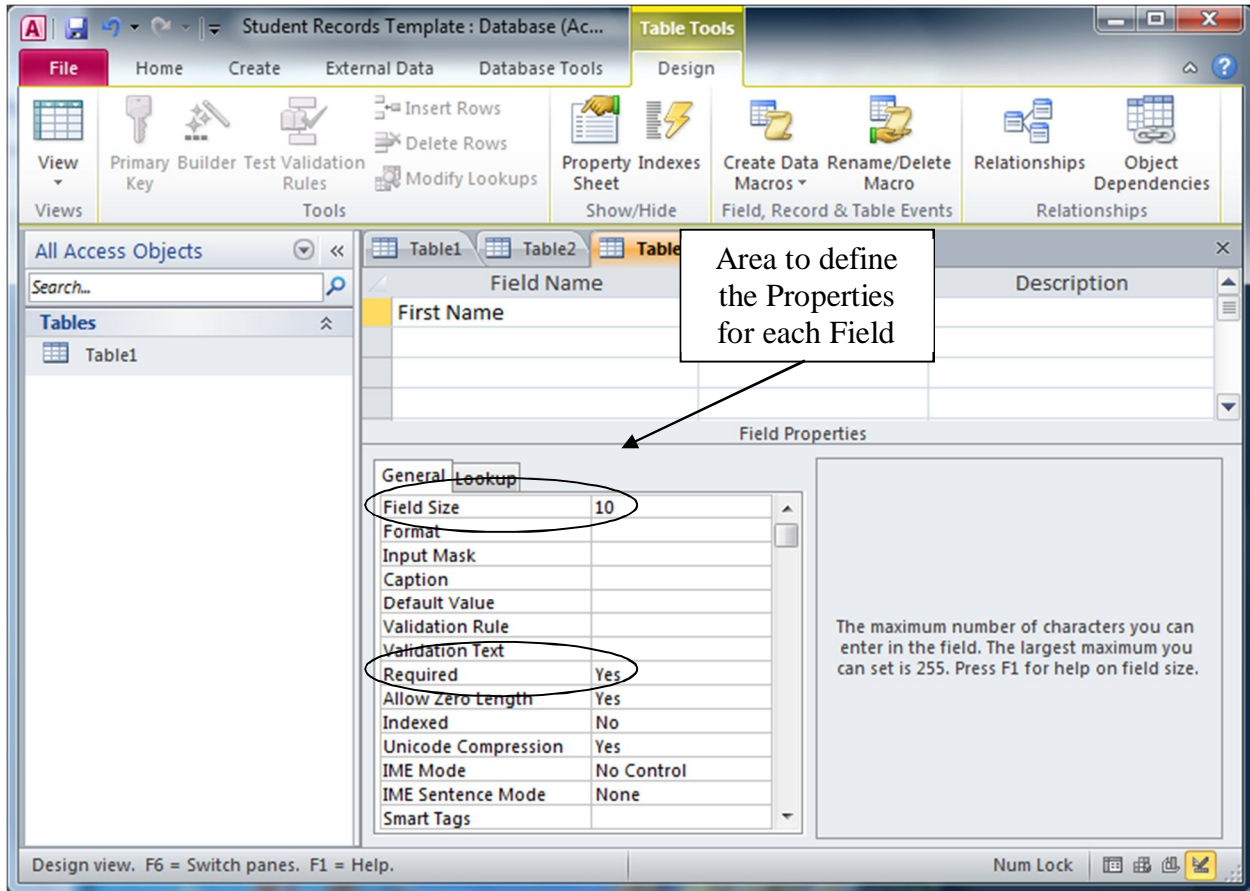 Student Records Template : Database (Ac...
Table Tools
File Home Create External Data Database Tools Design
View
Views
Primary Key
Builder
Test Validation Rules
Insert Rows
Delete Rows
Modify Lookups
Tools
Property Sheet
Indexes
Show/Hide
Create Data Macros
Rename/Delete Macro
Field, Record & Table Events
Relationships
Object Dependencies
Relationships
All Access Objects
Search...
Tables
Table1
Table1 Table2 Table
Field Name Description
First Name
Area to define
the Properties
for each Field
Field Properties
General Lookup
Field Size 10
Format
Input Mask
Caption
Default Value
Validation Rule
Validation Text
Required Yes
Allow Zero Length Yes
Indexed No
Unicode Compression Yes
IME Mode No Control
IME Sentence Mode None
Smart Tags
The maximum number of characters you can
enter in the field. The largest maximum you
can set is 255. Press F1 for help on field size.
Design view. F6 = Switch panes. F1 = Help.
Num Lock